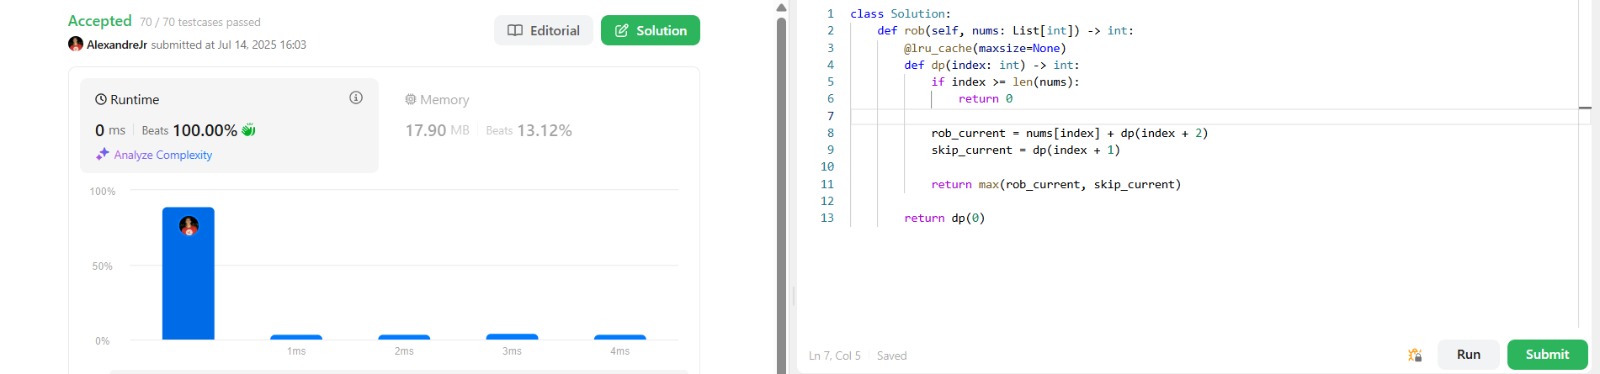 Accepted 70 / 70 testcases passed
AlexandreJr submitted at Jul 14, 2025 16:03
Editorial
Solution
Runtime
0 ms Beats 100.00%
Analyze Complexity
Memory
17.90 MB Beats 13.12%
100%
50%
0%
1ms 2ms 3ms 4ms
1 class Solution:
2 def rob(self, nums: List[int]) -> int:
3 @lru_cache(maxsize=None)
4 def dp(index: int) -> int:
5 if index >= len(nums):
6 return 0
7
8 rob_current = nums[index] + dp(index + 2)
9 skip_current = dp(index + 1)
10
11 return max(rob_current, skip_current)
12
13 return dp(0)
Ln 7, Col 5 Saved
Run
Submit